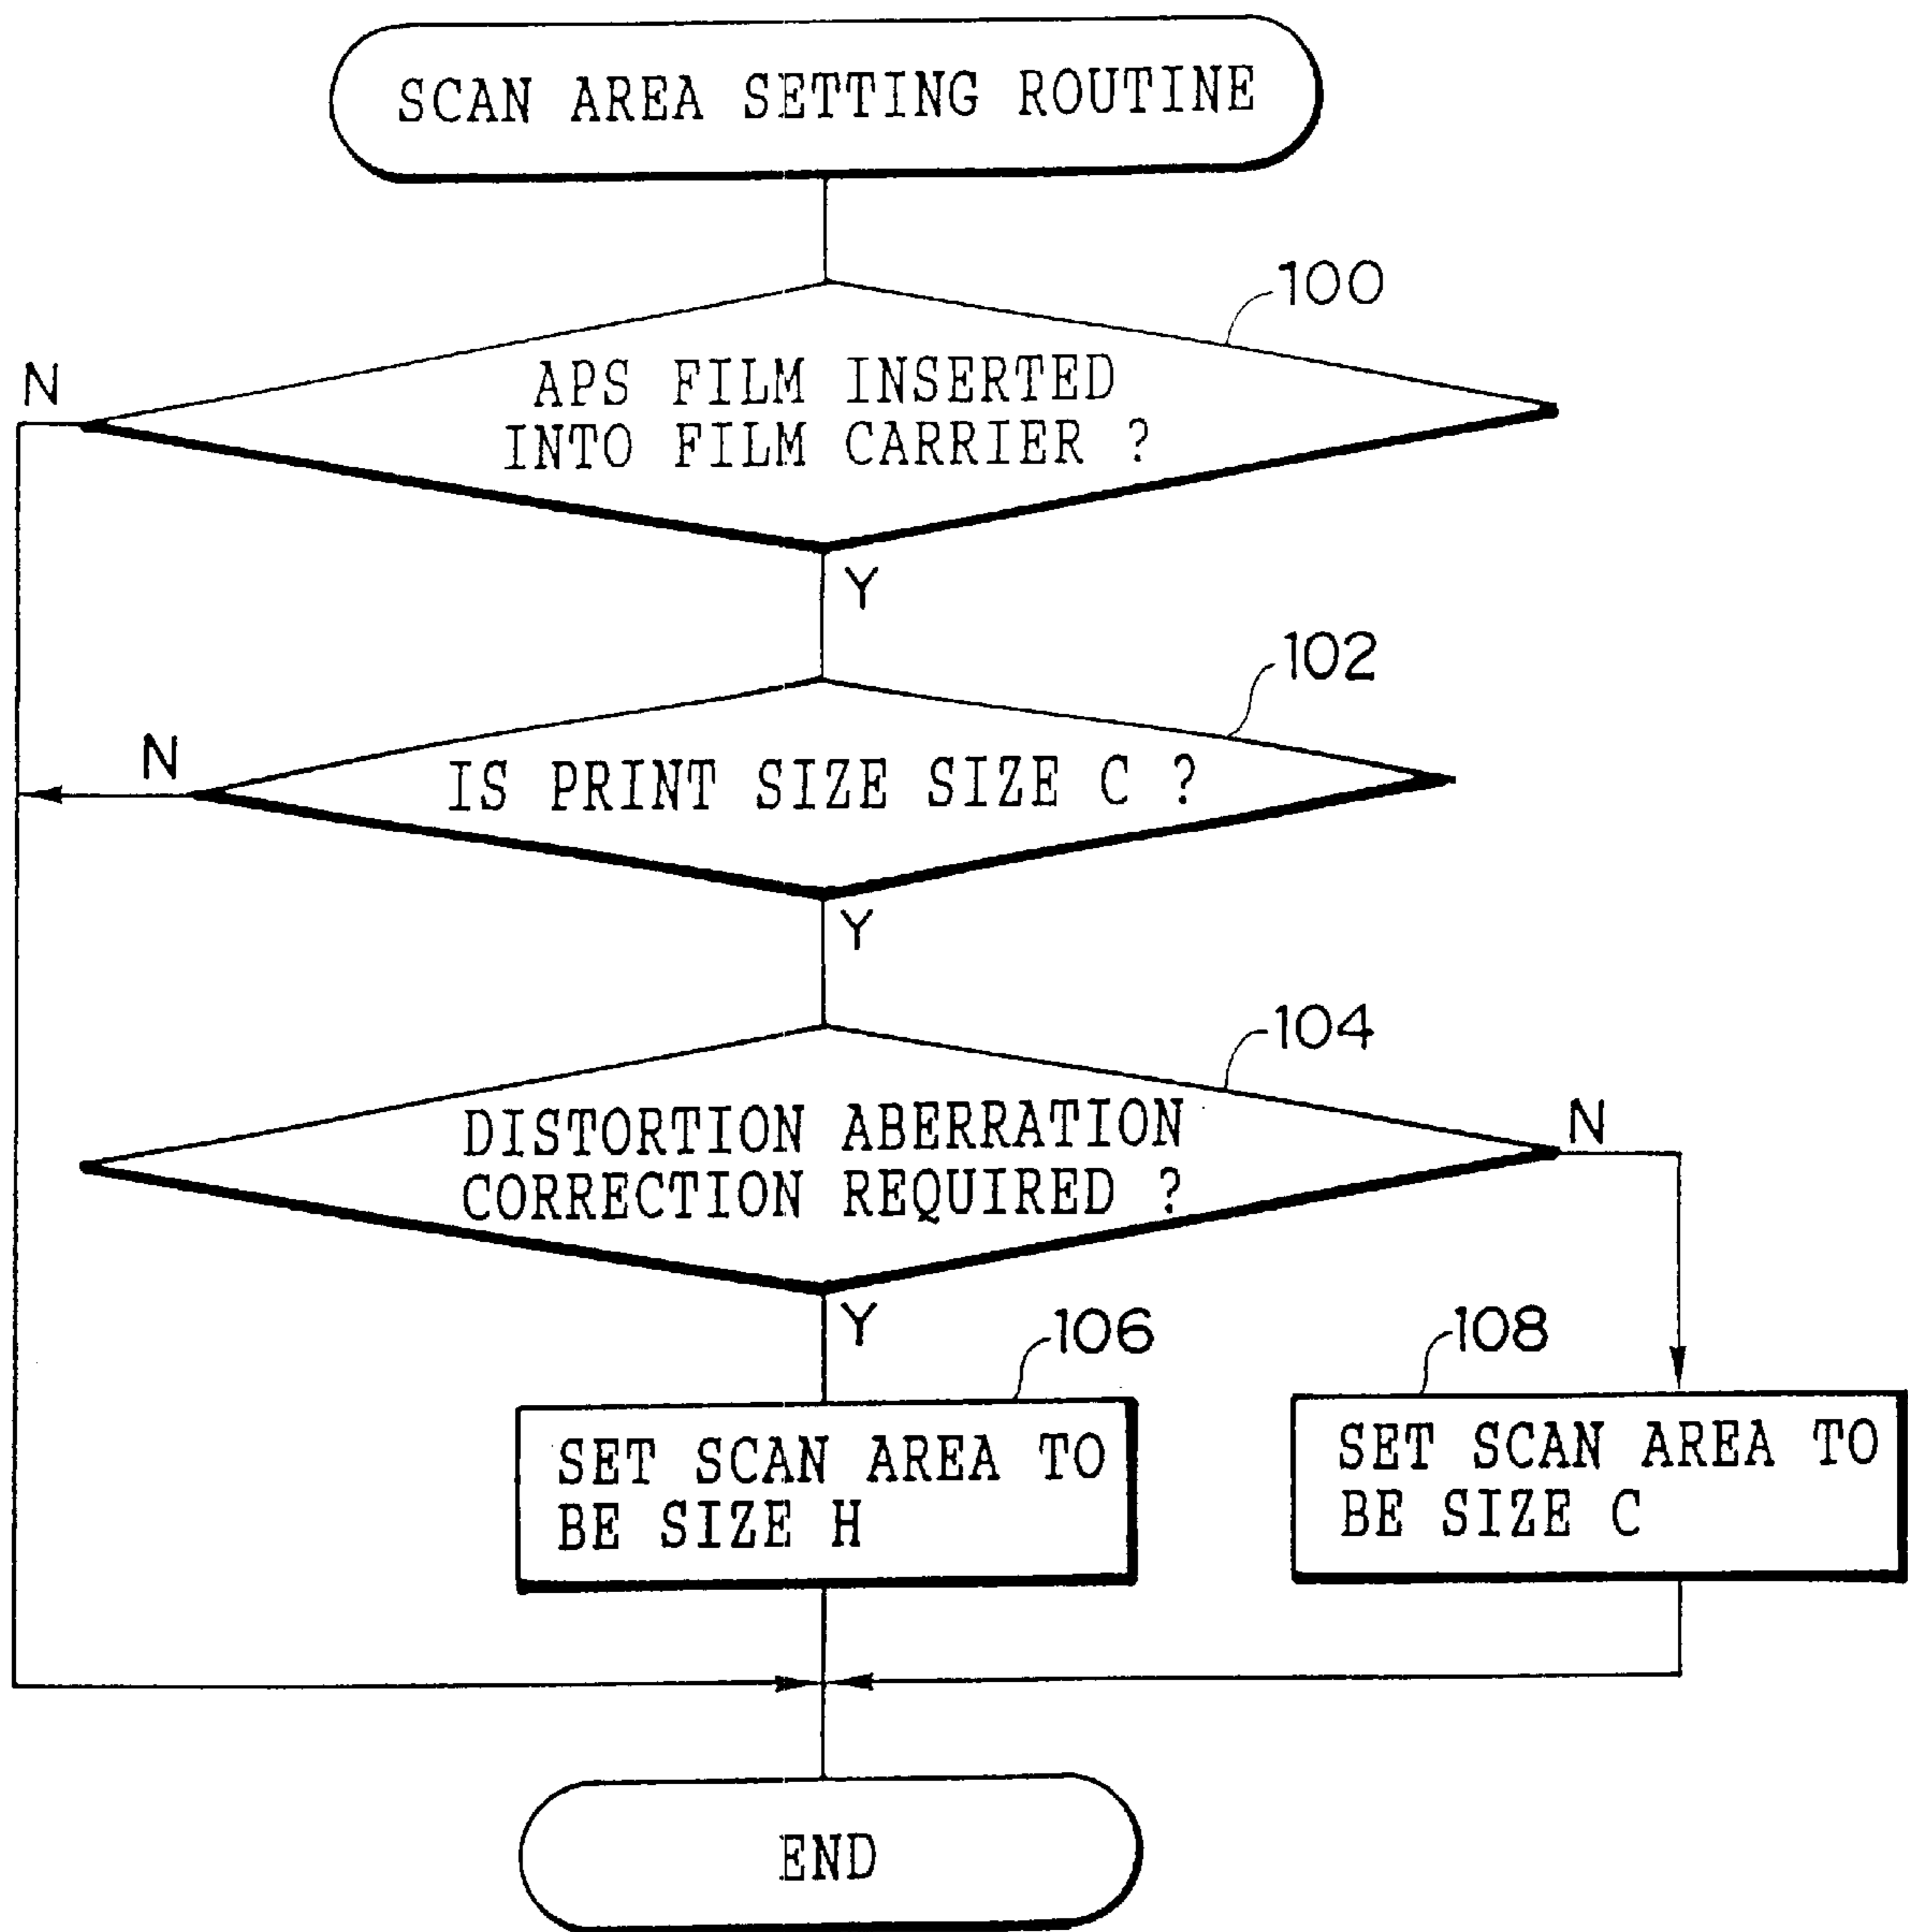 SCAN AREA SETTING ROUTINE
100
N
APS FILM INSERTED
INTO FILM CARRIER ?
Y
102
N
IS PRINT SIZE SIZE C ?
Y
104
N
DISTORTION ABERRATION
CORRECTION REQUIRED ?
Y
106
108
SET SCAN AREA TO
BE SIZE H
SET SCAN AREA TO
BE SIZE C
END